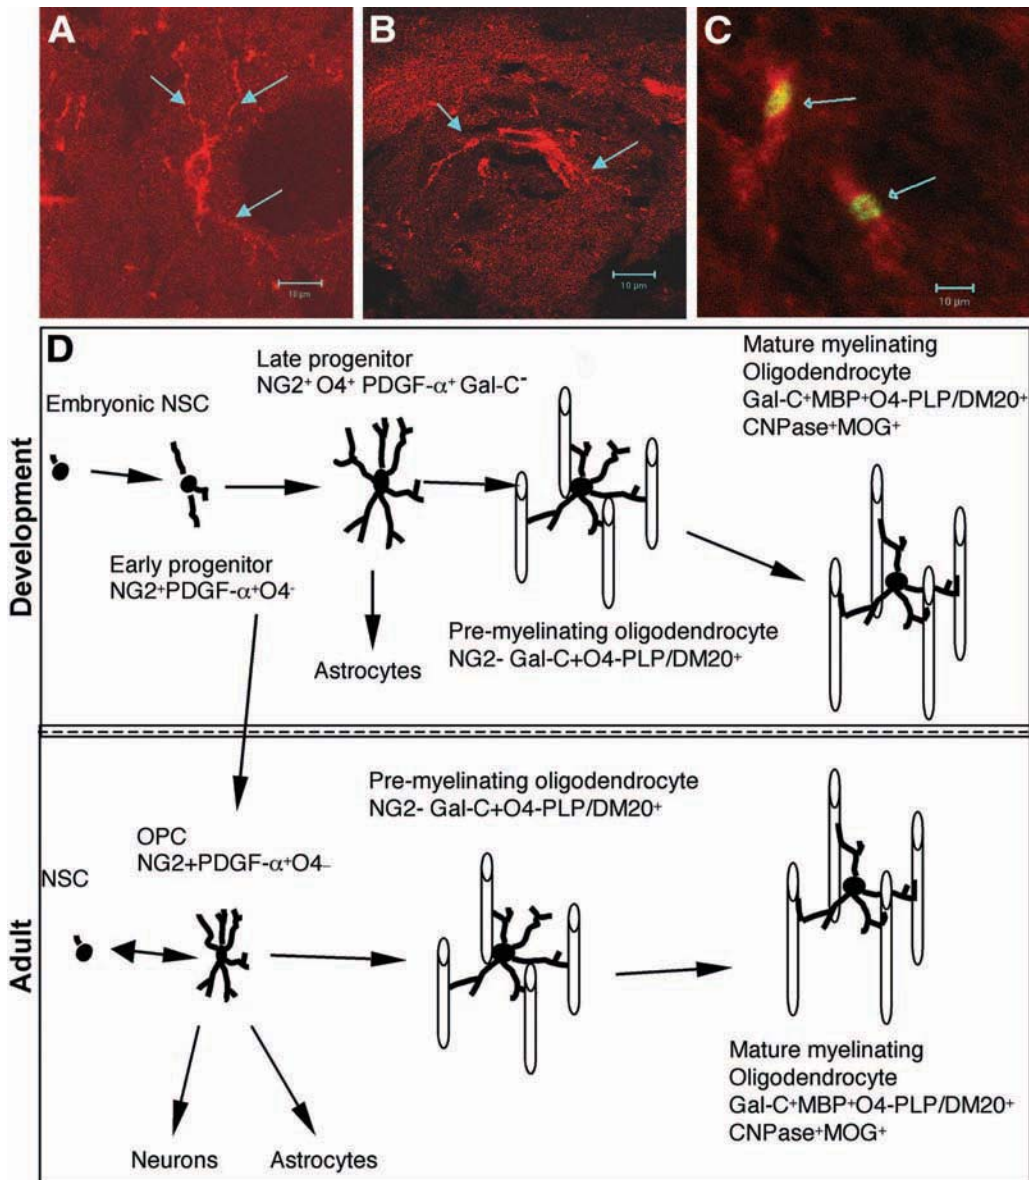 A
B
C
10 µm
10 µm
10 µm
D
Development
Embryonic NSC
Early progenitor
NG2⁺PDGF-α⁺O4⁻
Late progenitor
NG2⁺ O4⁺ PDGF-α⁺ Gal-C⁻
Astrocytes
Pre-myelinating oligodendrocyte
NG2- Gal-C+O4-PLP/DM20⁺
Mature myelinating
Oligodendrocyte
Gal-C⁺MBP⁺O4-PLP/DM20⁺
CNPase⁺MOG⁺
Adult
NSC
OPC
NG2+PDGF-α⁺O4–
Neurons
Astrocytes
Pre-myelinating oligodendrocyte
NG2- Gal-C+O4-PLP/DM20⁺
Mature myelinating
Oligodendrocyte
Gal-C⁺MBP⁺O4-PLP/DM20⁺
CNPase⁺MOG⁺